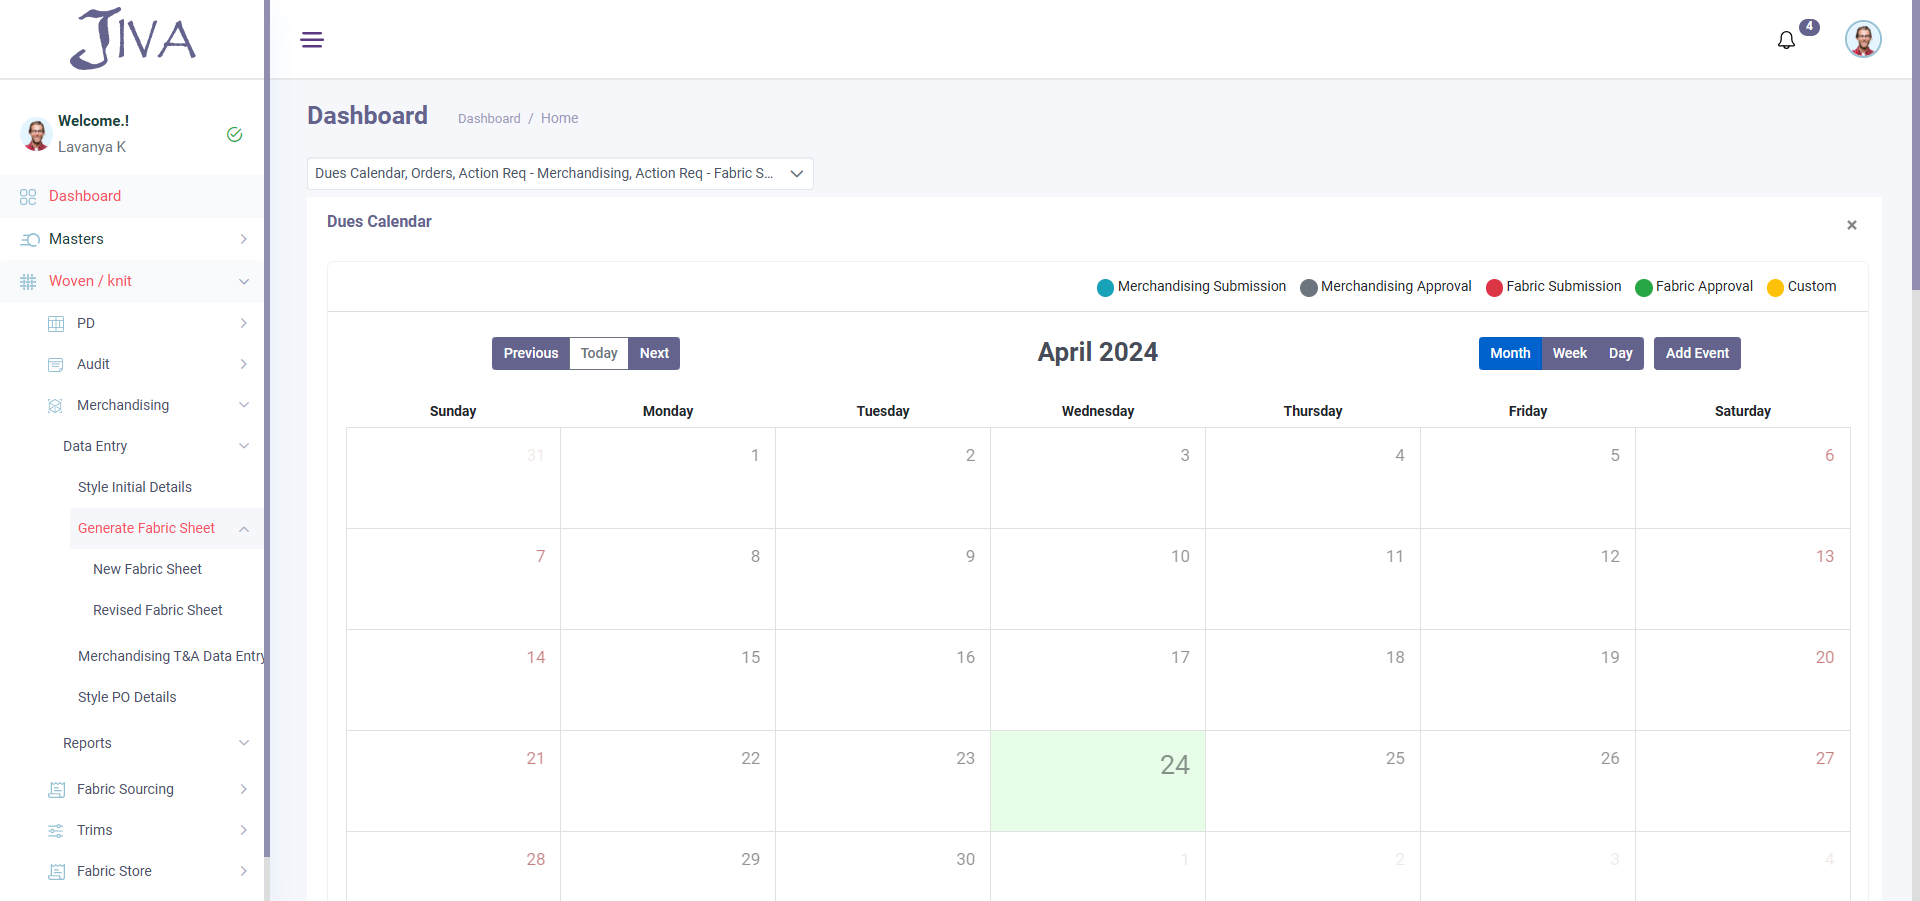 JIVA
4
Welcome.!
Lavanya K
Dashboard
Masters
Woven / knit
PD
Audit
Merchandising
Data Entry
Style Initial Details
Generate Fabric Sheet
New Fabric Sheet
Revised Fabric Sheet
Merchandising T&A Data Entry
Style PO Details
Reports
Fabric Sourcing
Trims
Fabric Store
Dashboard
Dashboard / Home
Dues Calendar, Orders, Action Req - Merchandising, Action Req - Fabric S...
Dues Calendar
×
Merchandising Submission Merchandising Approval Fabric Submission Fabric Approval Custom
Previous Today Next
April 2024
Month Week Day Add Event
Sunday Monday Tuesday Wednesday Thursday Friday Saturday
31 1 2 3 4 5 6
7 8 9 10 11 12 13
14 15 16 17 18 19 20
21 22 23 24 25 26 27
28 29 30 1 2 3 4